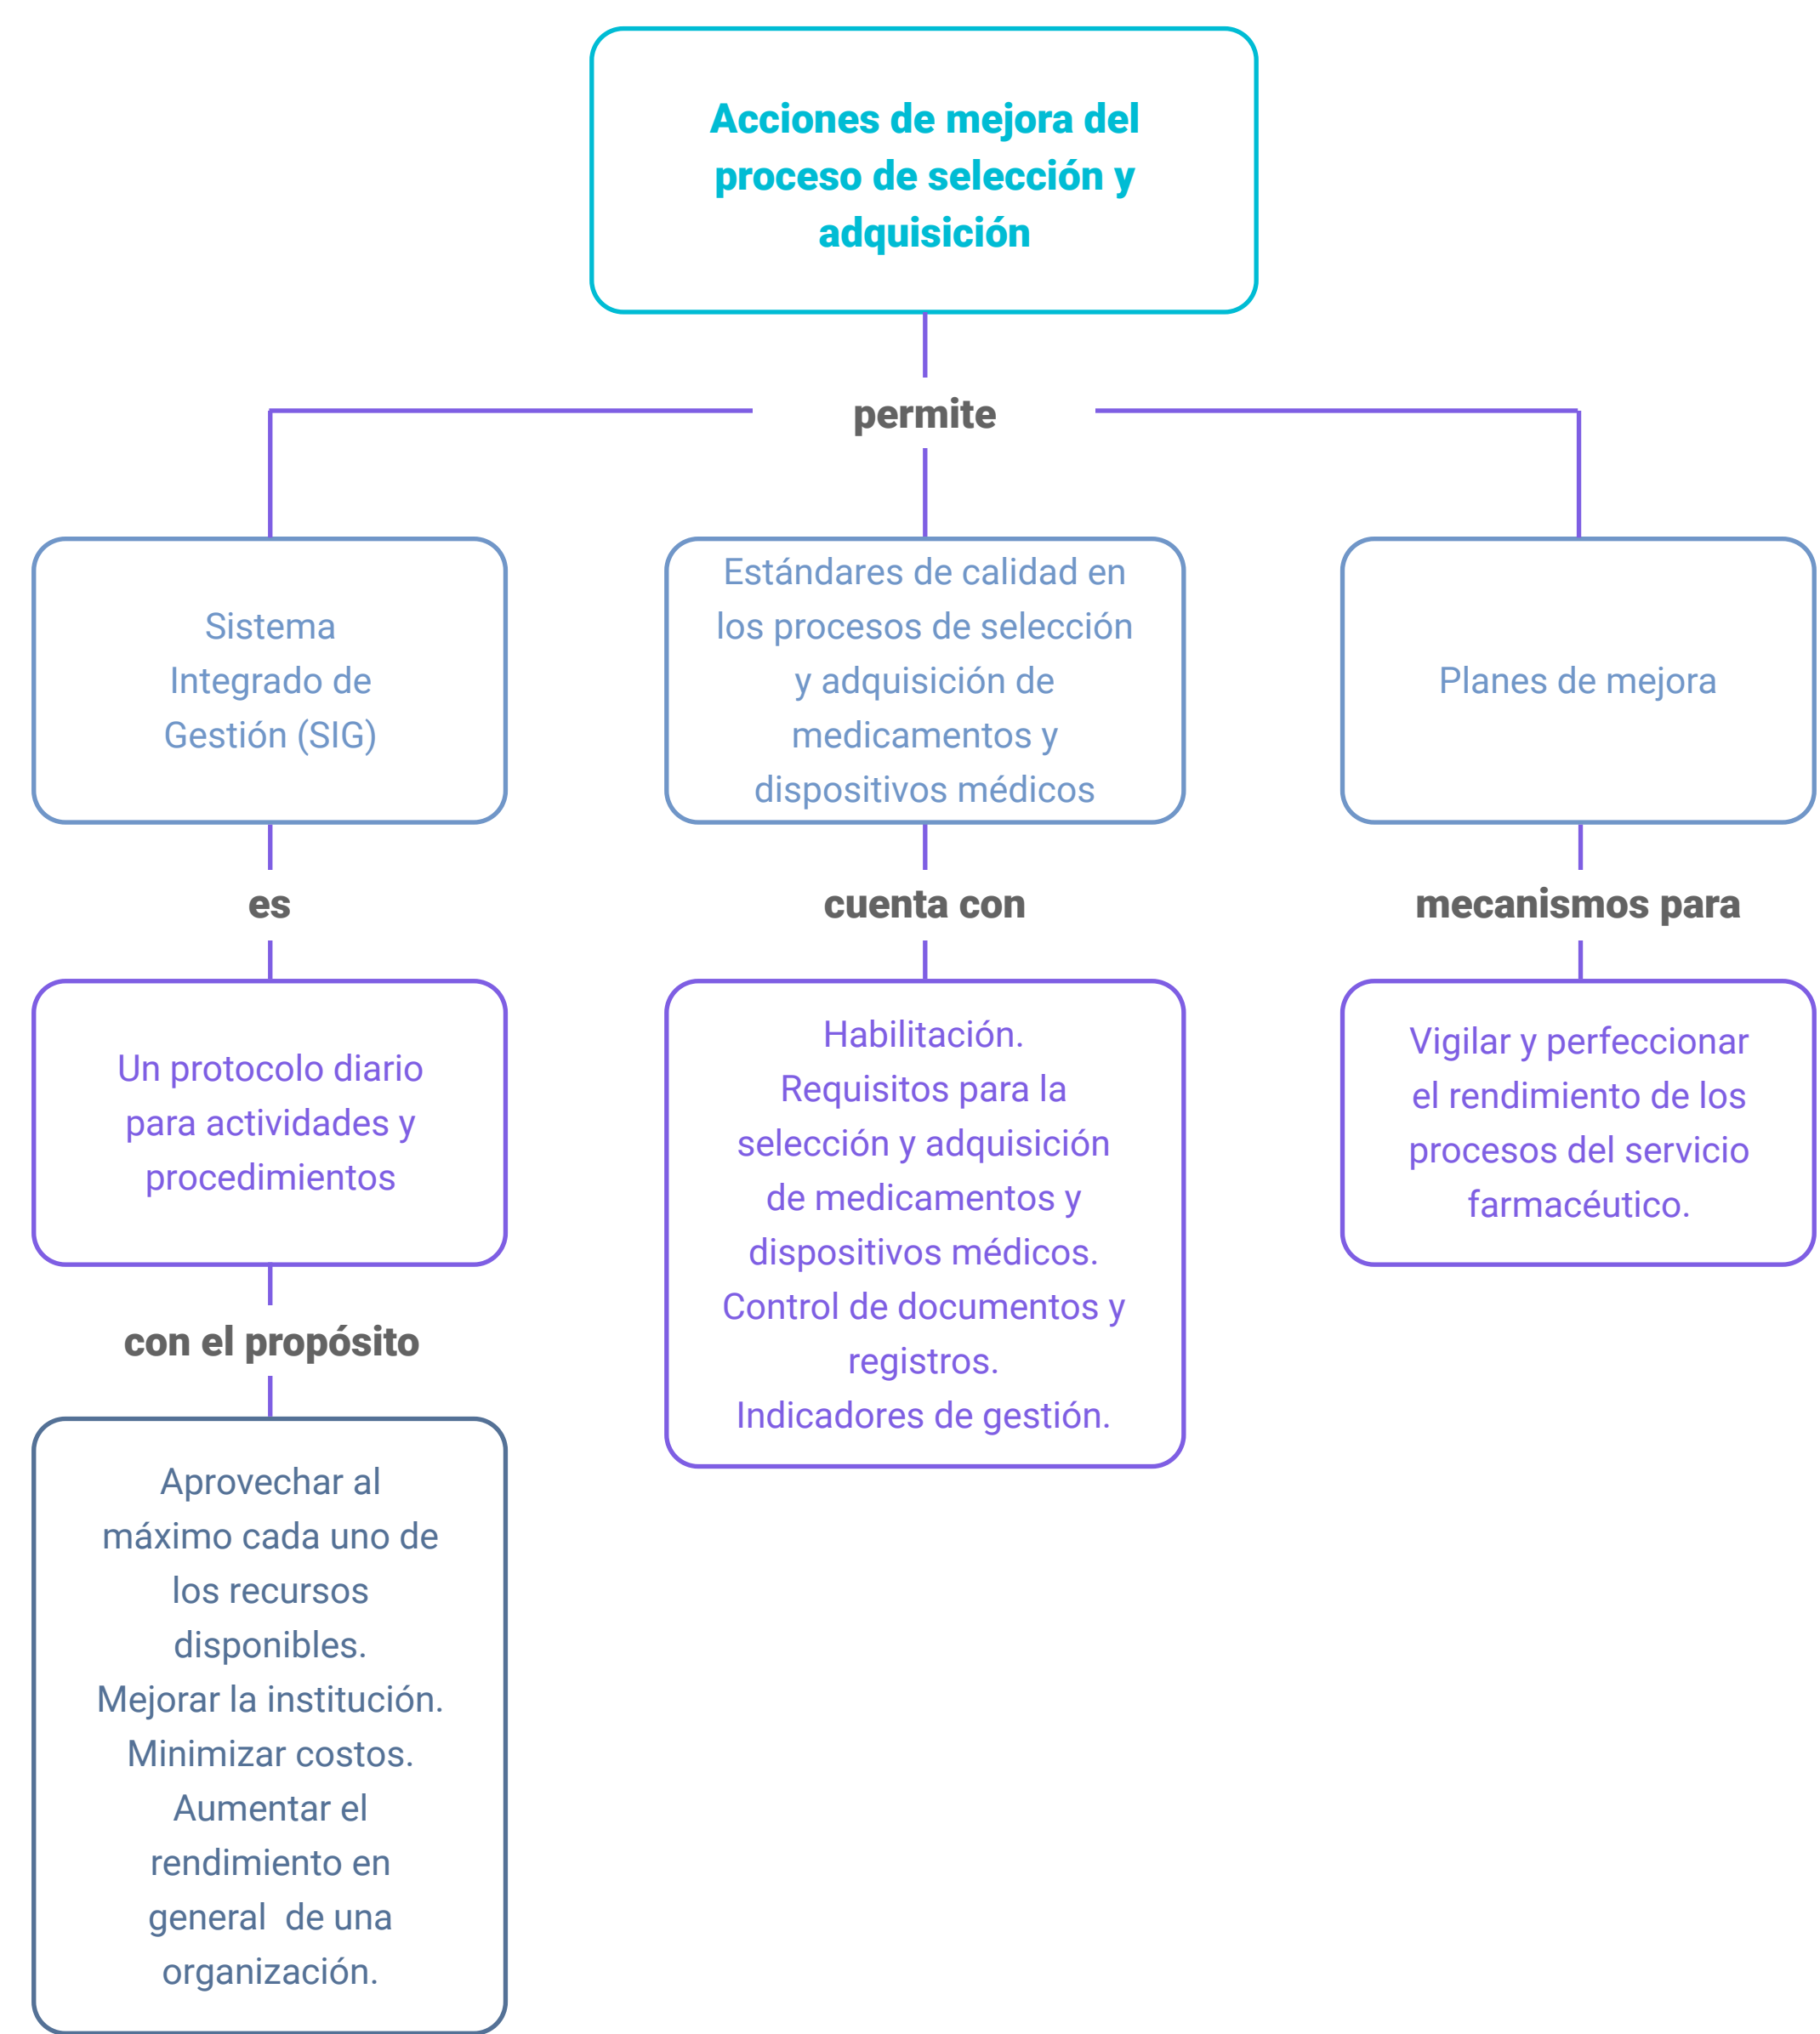 Acciones de mejora del
proceso de selección y
adquisición
permite
Sistema
Integrado de
Gestión (SIG)
Estándares de calidad en
los procesos de selección
y adquisición de
medicamentos y
dispositivos médicos
Planes de mejora
es
cuenta con
mecanismos para
Un protocolo diario
para actividades y
procedimientos
Habilitación.
Requisitos para la
selección y adquisición
de medicamentos y
dispositivos médicos.
Control de documentos y
registros.
Indicadores de gestión.
Vigilar y perfeccionar
el rendimiento de los
procesos del servicio
farmacéutico.
con el propósito
Aprovechar al
máximo cada uno de
los recursos
disponibles.
Mejorar la institución.
Minimizar costos.
Aumentar el
rendimiento en
general  de una
organización.